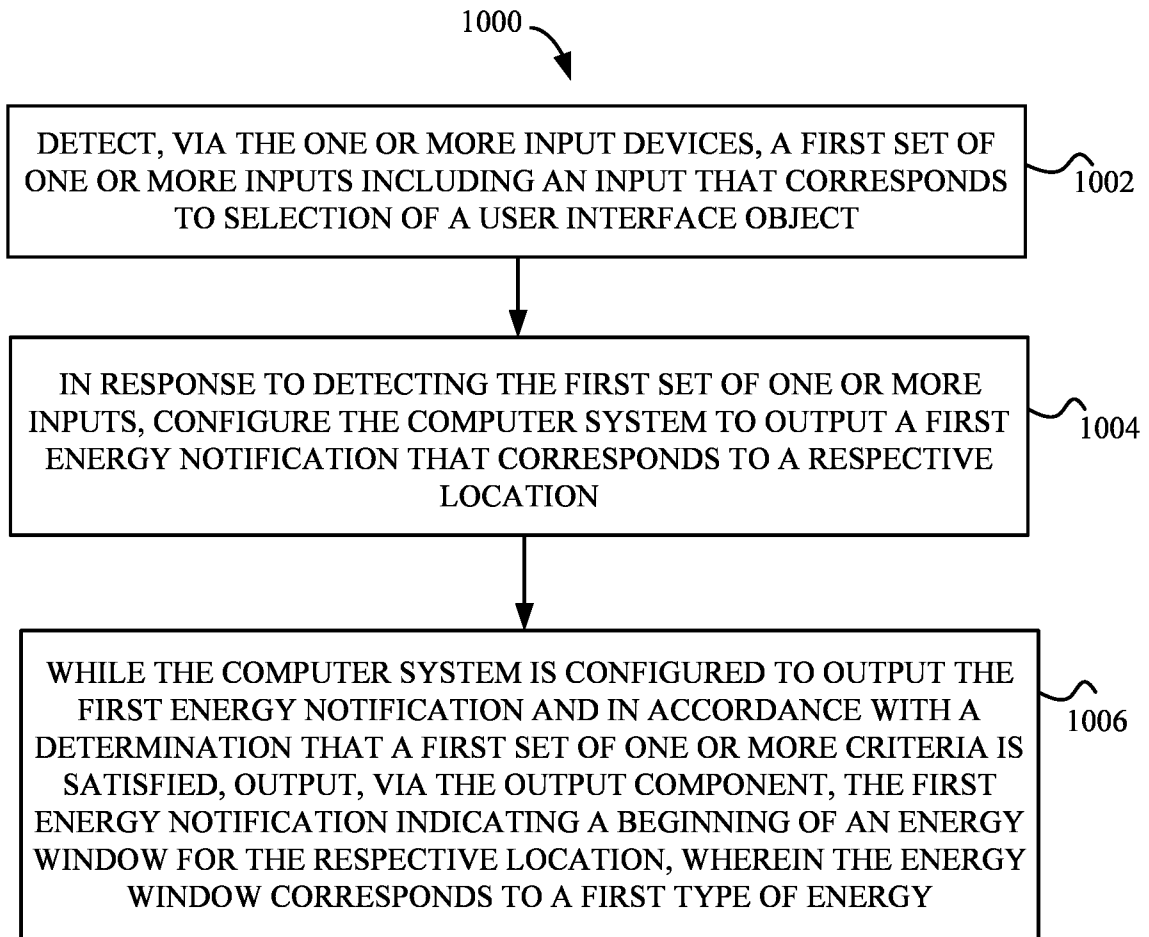 1000
DETECT, VIA THE ONE OR MORE INPUT DEVICES, A FIRST SET OF
ONE OR MORE INPUTS INCLUDING AN INPUT THAT CORRESPONDS
TO SELECTION OF A USER INTERFACE OBJECT
1002
IN RESPONSE TO DETECTING THE FIRST SET OF ONE OR MORE
INPUTS, CONFIGURE THE COMPUTER SYSTEM TO OUTPUT A FIRST
ENERGY NOTIFICATION THAT CORRESPONDS TO A RESPECTIVE
LOCATION
1004
WHILE THE COMPUTER SYSTEM IS CONFIGURED TO OUTPUT THE
FIRST ENERGY NOTIFICATION AND IN ACCORDANCE WITH A
DETERMINATION THAT A FIRST SET OF ONE OR MORE CRITERIA IS
SATISFIED, OUTPUT, VIA THE OUTPUT COMPONENT, THE FIRST
ENERGY NOTIFICATION INDICATING A BEGINNING OF AN ENERGY
WINDOW FOR THE RESPECTIVE LOCATION, WHEREIN THE ENERGY
WINDOW CORRESPONDS TO A FIRST TYPE OF ENERGY
1006